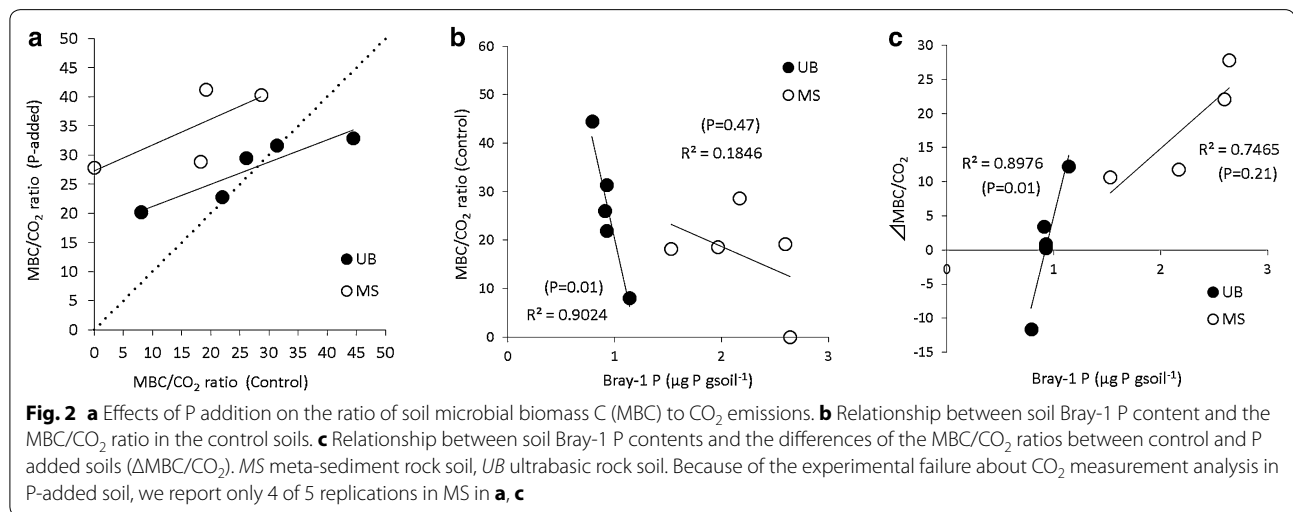 a
50
45
40
35
30
25
20
15
10
5
0
MBC/CO₂ ratio (P-added)
UB
MS
0 5 10 15 20 25 30 35 40 45 50
MBC/CO₂ ratio (Control)
b
60
50
40
30
20
10
0
MBC/CO₂ ratio (Control)
UB
MS
(P=0.47)
R² = 0.1846
(P=0.01)
R² = 0.9024
0 1 2 3
Bray-1 P (µg P gsoil⁻¹)
c
30
25
20
15
10
5
0
-5
-10
-15
⊿MBC/CO₂
R² = 0.8976
(P=0.01)
R² = 0.7465
(P=0.21)
0 1 2 3
UB
MS
Bray-1 P (µg P gsoil⁻¹)
Fig. 2 a Effects of P addition on the ratio of soil microbial biomass C (MBC) to CO₂ emissions. b Relationship between soil Bray-1 P content and the
MBC/CO₂ ratio in the control soils. c Relationship between soil Bray-1 P contents and the differences of the MBC/CO₂ ratios between control and P
added soils (ΔMBC/CO₂). MS meta-sediment rock soil, UB ultrabasic rock soil. Because of the experimental failure about CO₂ measurement analysis in
P-added soil, we report only 4 of 5 replications in MS in a, c